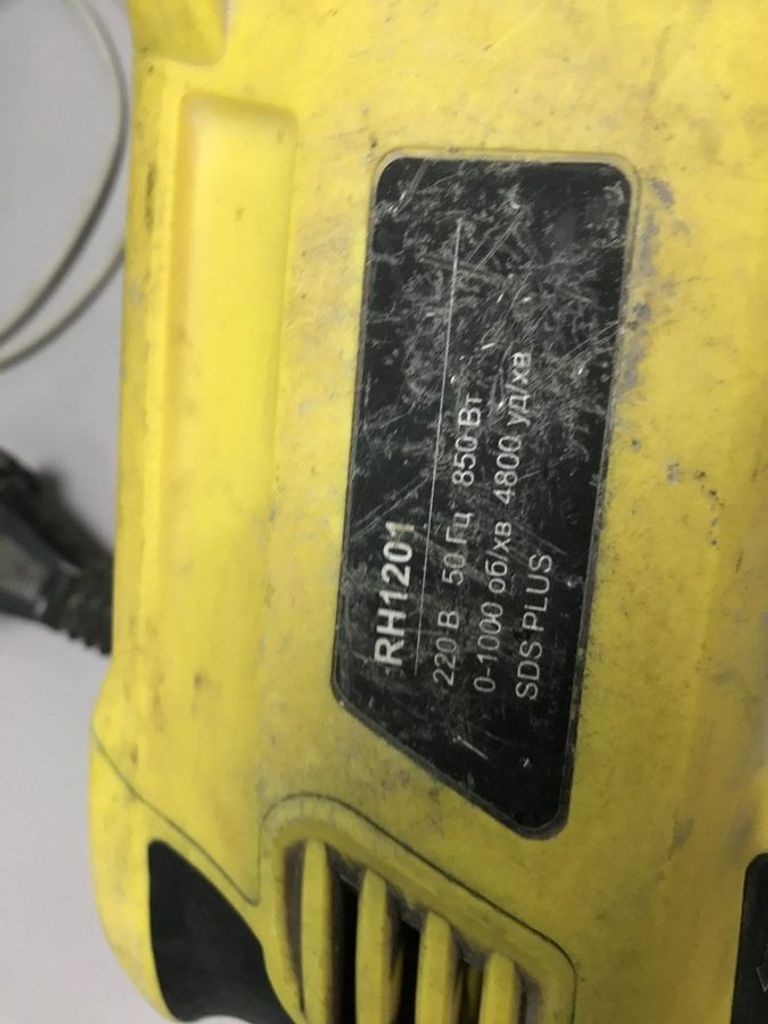 RH1201
220 В 50 Гц 850 Вт
0-1000 об/хв 4800 уд/хв
SDS PLUS